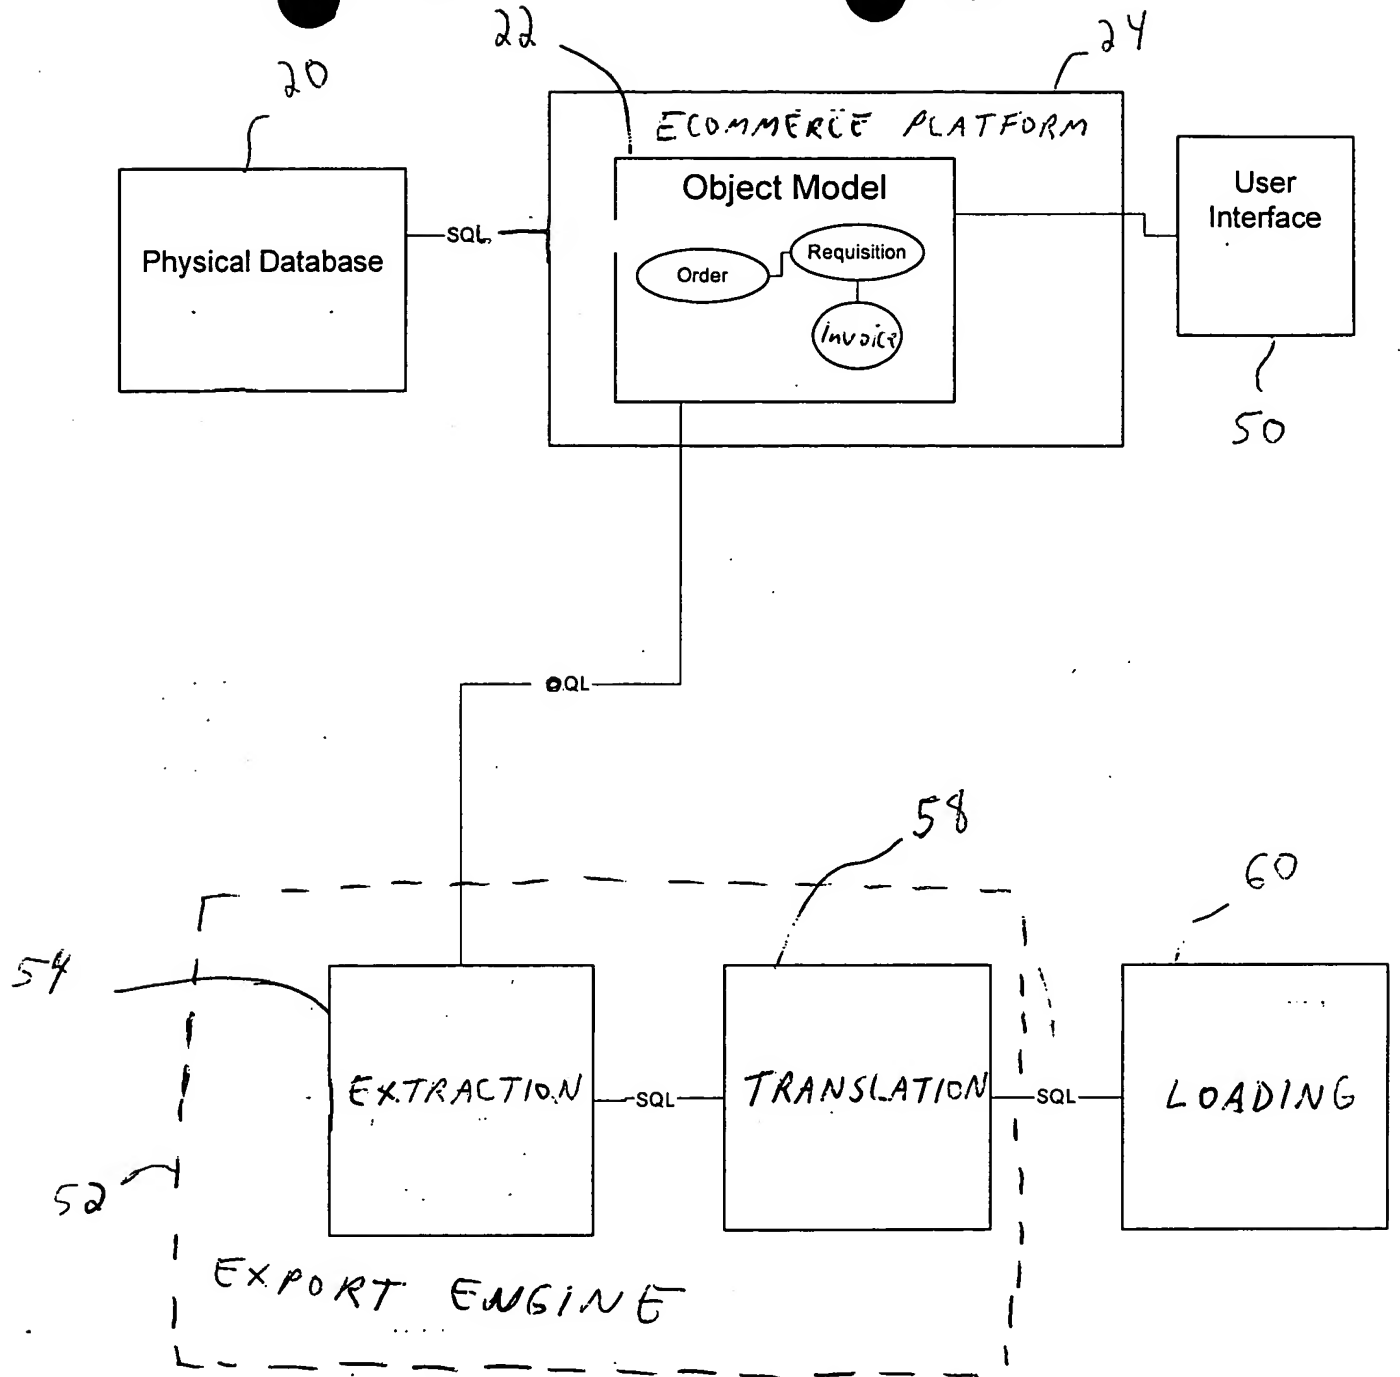 22
24
20
ECOMMERCE PLATFORM
Object Model
User
Interface
SQL
Physical Database
Requisition
Order
Invoice
50
OQL
58
60
54
EXTRACTION
SQL
TRANSLATION
SQL
LOADING
52
EXPORT ENGINE